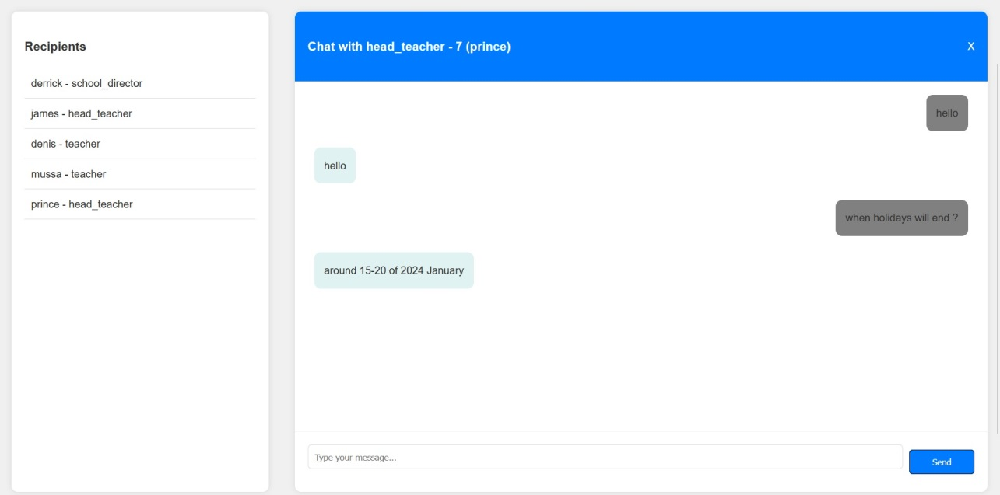 Recipients
derrick - school_director
james - head_teacher
denis - teacher
mussa - teacher
prince - head_teacher
Chat with head_teacher - 7 (prince)
X
hello
hello
when holidays will end ?
around 15-20 of 2024 January
Type your message...
Send